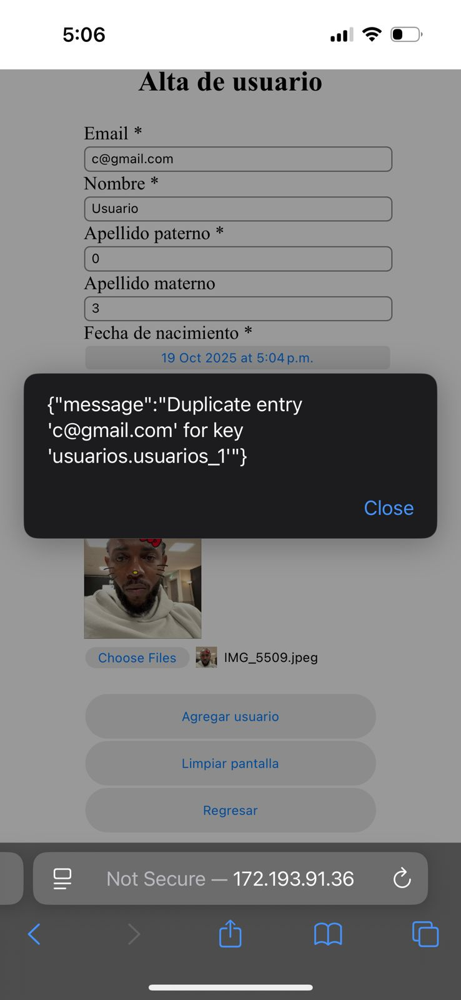 5:06
Alta de usuario
Email *
c@gmail.com
Nombre *
Usuario
Apellido paterno *
0
Apellido materno
3
Fecha de nacimiento *
19 Oct 2025 at 5:04 p.m.
{"message":"Duplicate entry
'c@gmail.com' for key
'usuarios.usuarios_1'"}
Close
Choose Files IMG_5509.jpeg
Agregar usuario
Limpiar pantalla
Regresar
Not Secure — 172.193.91.36